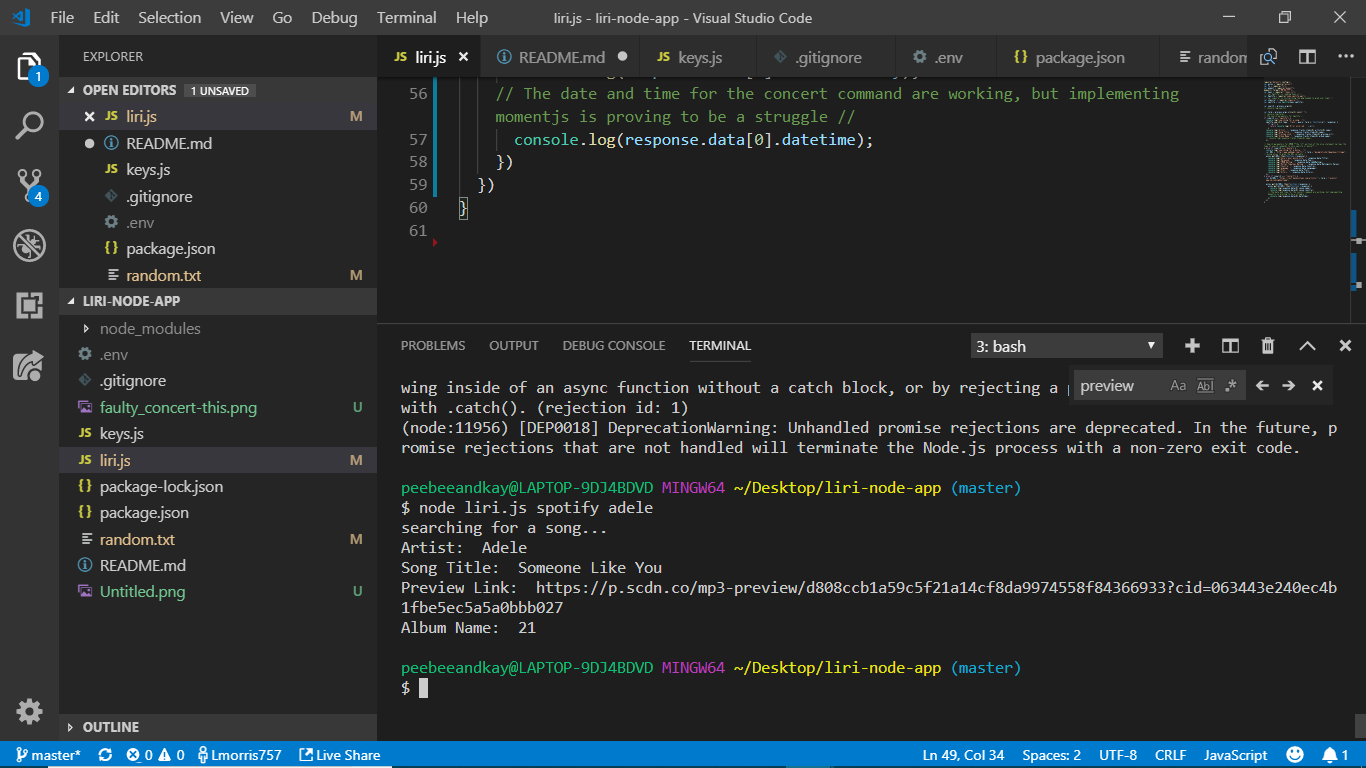 File Edit Selection View Go Debug Terminal Help liri.js - liri-node-app - Visual Studio Code
EXPLORER
OPEN EDITORS 1 UNSAVED
JS liri.js M
README.md
JS keys.js
.gitignore
.env
{} package.json
random.txt M
LIRI-NODE-APP
node_modules
.env
.gitignore
faulty_concert-this.png U
JS keys.js
JS liri.js M
{} package-lock.json
{} package.json
random.txt M
README.md
Untitled.png U
OUTLINE
1
4
JS liri.js README.md JS keys.js .gitignore .env {} package.json random
56 // The date and time for the concert command are working, but implementing
momentjs is proving to be a struggle //
57 console.log(response.data[0].datetime);
58 })
59 })
60 }
61
PROBLEMS OUTPUT DEBUG CONSOLE TERMINAL 3: bash
preview Aa Abl .*
wing inside of an async function without a catch block, or by rejecting a
with .catch(). (rejection id: 1)
(node:11956) [DEP0018] DeprecationWarning: Unhandled promise rejections are deprecated. In the future, p
romise rejections that are not handled will terminate the Node.js process with a non-zero exit code.
peebeeandkay@LAPTOP-9DJ4BDVD MINGW64 ~/Desktop/liri-node-app (master)
$ node liri.js spotify adele
searching for a song...
Artist:  Adele
Song Title:  Someone Like You
Preview Link:  https://p.scdn.co/mp3-preview/d808ccb1a59c5f21a14cf8da9974558f84366933?cid=063443e240ec4b
1fbe5ec5a5a0bbb027
Album Name:  21
peebeeandkay@LAPTOP-9DJ4BDVD MINGW64 ~/Desktop/liri-node-app (master)
$
master* 0 0 Lmorris757 Live Share Ln 49, Col 34 Spaces: 2 UTF-8 CRLF JavaScript 1